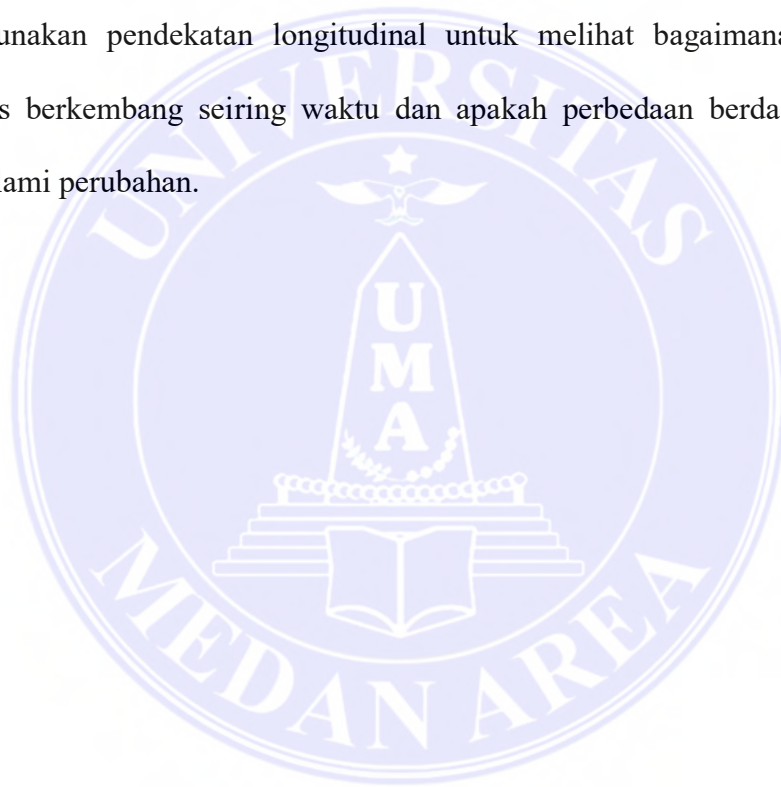 unakan pendekatan longitudinal untuk melihat bagaimana
s berkembang seiring waktu dan apakah perbedaan berda
ami perubahan.
UNIVERSITAS
U
M
A
MEDAN AREA